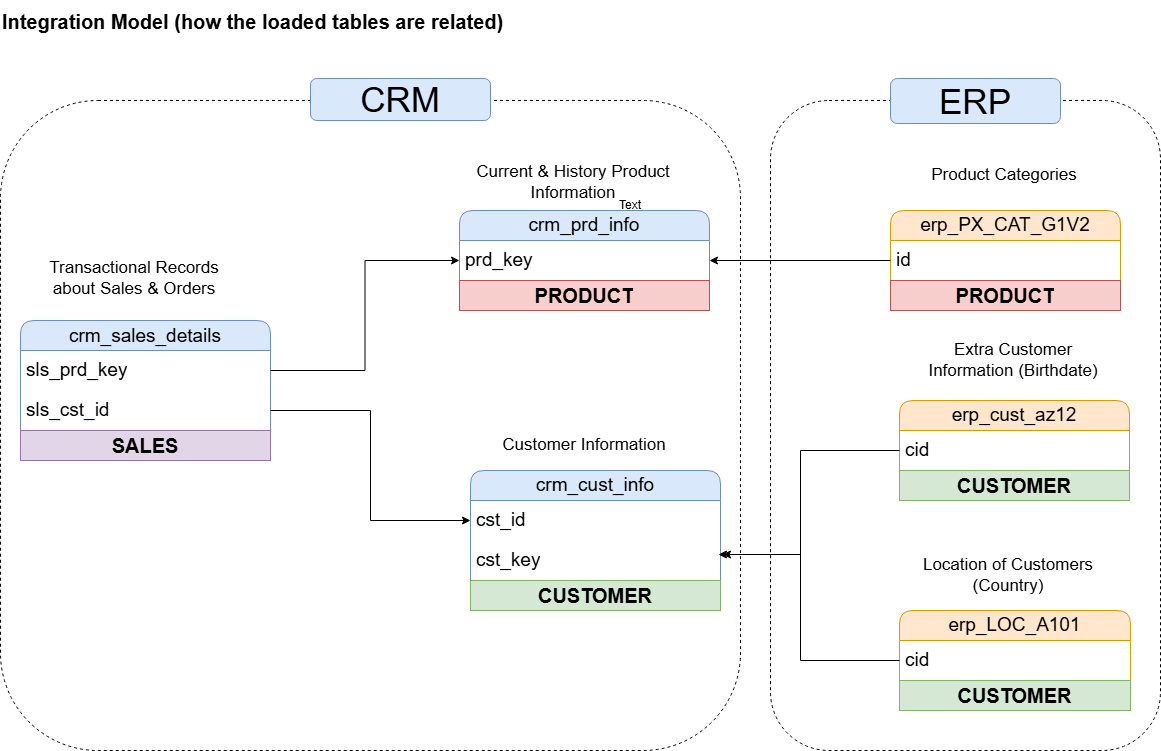 Integration Model (how the loaded tables are related)
CRM
ERP
Current & History Product
Information
Text
crm_prd_info
prd_key
PRODUCT
Product Categories
erp_PX_CAT_G1V2
id
PRODUCT
Transactional Records
about Sales & Orders
crm_sales_details
sls_prd_key
sls_cst_id
SALES
Extra Customer
Information (Birthdate)
erp_cust_az12
cid
CUSTOMER
Customer Information
crm_cust_info
cst_id
cst_key
CUSTOMER
Location of Customers
(Country)
erp_LOC_A101
cid
CUSTOMER